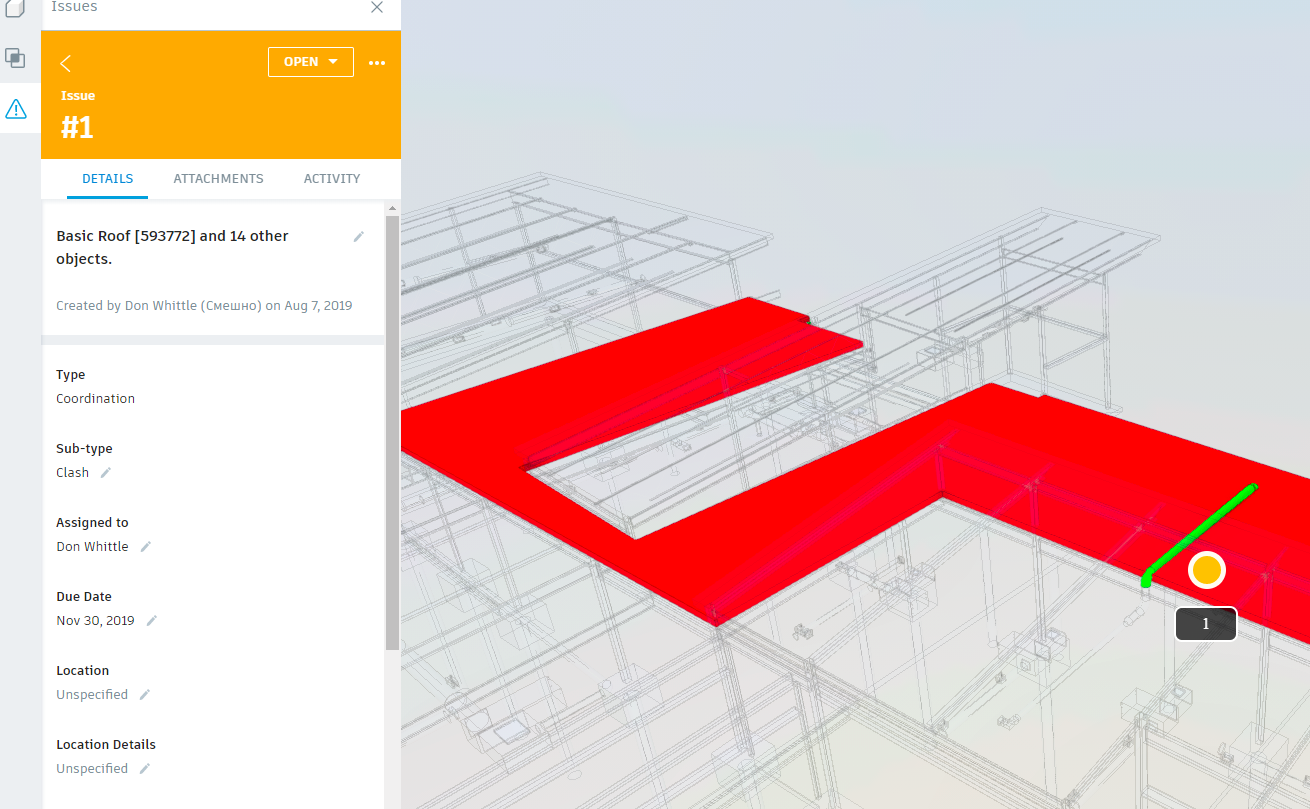 Issues
OPEN
Issue
#1
DETAILS ATTACHMENTS ACTIVITY
Basic Roof [593772] and 14 other
objects.
Created by Don Whittle (Смешно) on Aug 7, 2019
Type
Coordination
Sub-type
Clash
Assigned to
Don Whittle
Due Date
Nov 30, 2019
Location
Unspecified
Location Details
Unspecified
1